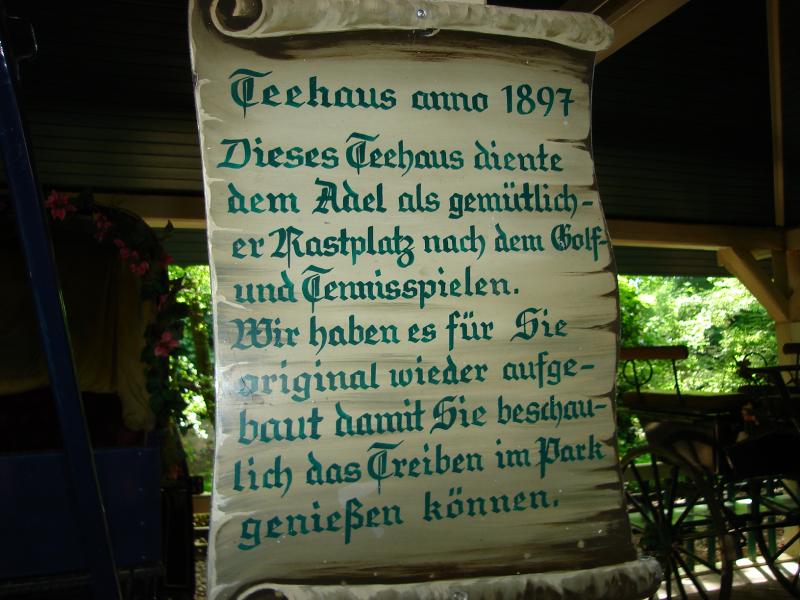 Teehaus anno 1897
Dieses Teehaus diente
dem Adel als gemütlich-
er Rastplatz nach dem Golf-
und Tennisspielen.
Wir haben es für Sie
original wieder aufge-
baut damit Sie beschau-
lich das Treiben im Park
genießen können.